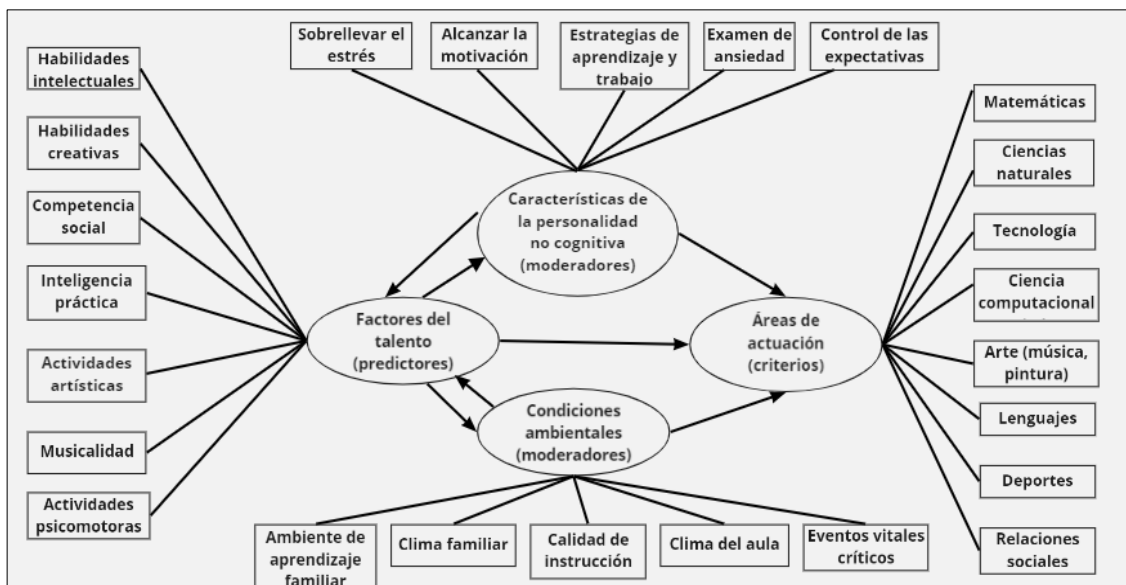 Sobrellevar el
estrés
Alcanzar la
motivación
Estrategias de
aprendizaje y
trabajo
Examen de
ansiedad
Control de las
expectativas
Habilidades
intelectuales
Habilidades
creativas
Competencia
social
Inteligencia
práctica
Actividades
artísticas
Musicalidad
Actividades
psicomotoras
Características de
la personalidad
no cognitiva
(moderadores)
Factores del
talento
(predictores)
Áreas de
actuación
(criterios)
Condiciones
ambientales
(moderadores)
Matemáticas
Ciencias
naturales
Tecnología
Ciencia
computacional
Arte (música,
pintura)
Lenguajes
Deportes
Relaciones
sociales
Ambiente de
aprendizaje
familiar
Clima familiar
Calidad de
instrucción
Clima del aula
Eventos vitales
críticos